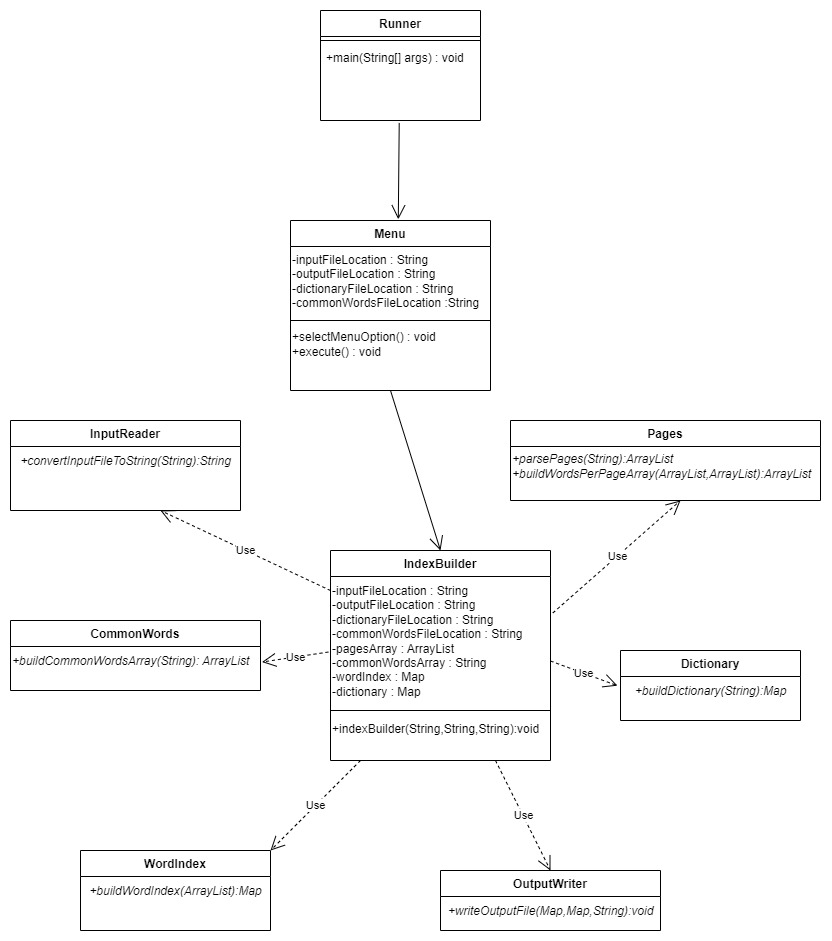 Runner
+main(String[] args) : void
Menu
-inputFileLocation : String
-outputFileLocation : String
-dictionaryFileLocation : String
-commonWordsFileLocation :String
+selectMenuOption() : void
+execute() : void
InputReader
+convertInputFileToString(String):String
Pages
+parsePages(String):ArrayList
+buildWordsPerPageArray(ArrayList,ArrayList):ArrayList
Use
Use
IndexBuilder
-inputFileLocation : String
-outputFileLocation : String
-dictionaryFileLocation : String
-commonWordsFileLocation : String
-pagesArray : ArrayList
-commonWordsArray : String
-wordIndex : Map
-dictionary : Map
+indexBuilder(String,String,String):void
CommonWords
+buildCommonWordsArray(String): ArrayList
Use
Use
Dictionary
+buildDictionary(String):Map
Use
Use
WordIndex
+buildWordIndex(ArrayList):Map
OutputWriter
+writeOutputFile(Map,Map,String):void